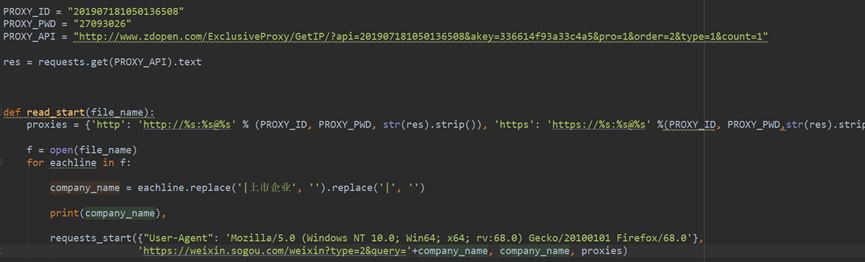 PROXY_ID = "201907181050136508"
PROXY_PWD = "27093026"
PROXY_API = "http://www.zdopen.com/ExclusiveProxy/GetIP/?api=201907181050136508&akey=336614f93a33c4a5&pro=1&order=2&type=1&count=1"
res = requests.get(PROXY_API).text
def read_start(file_name):
proxies = {'http': 'http://%s:%s@%s' % (PROXY_ID, PROXY_PWD, str(res).strip()), 'https': 'https://%s:%s@%s' %(PROXY_ID, PROXY_PWD,str(res).strip
f = open(file_name)
for eachline in f:
company_name = eachline.replace('|上市企业', '').replace('|', '')
print(company_name),
requests_start({"User-Agent": 'Mozilla/5.0 (Windows NT 10.0; Win64; x64; rv:68.0) Gecko/20100101 Firefox/68.0'},
'https://weixin.sogou.com/weixin?type=2&query='+company_name, company_name, proxies)